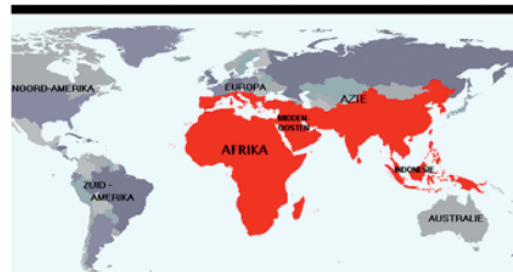 NOORD-AMERIKA
EUROPA
AZIE
MIDDEN-
OOSTEN
AFRIKA
INDONESIE
ZUID -
AMERIKA
AUSTRALIE